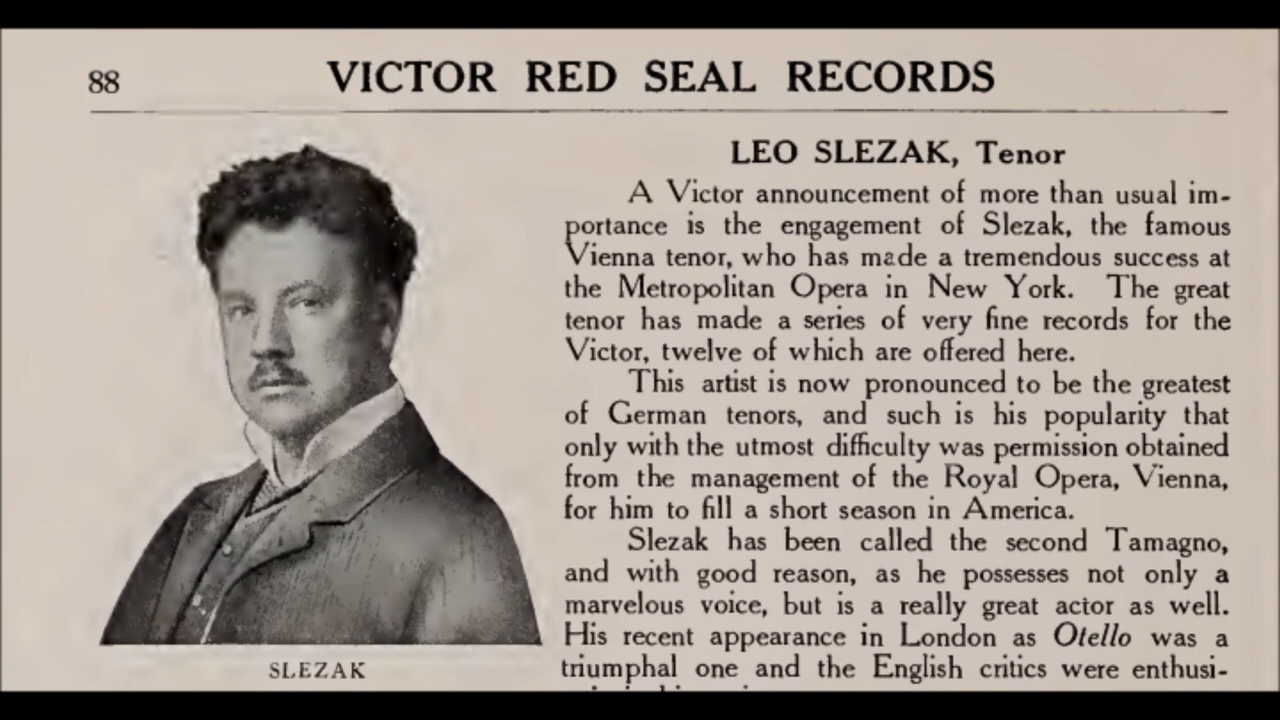 88
VICTOR RED SEAL RECORDS
LEO SLEZAK, Tenor
A Victor announcement of more than usual im-
portance is the engagement of Slezak, the famous
Vienna tenor, who has made a tremendous success at
the Metropolitan Opera in New York. The great
tenor has made a series of very fine records for the
Victor, twelve of which are offered here.
This artist is now pronounced to be the greatest
of German tenors, and such is his popularity that
only with the utmost difficulty was permission obtained
from the management of the Royal Opera, Vienna,
for him to fill a short season in America.
Slezak has been called the second Tamagno,
and with good reason, as he possesses not only a
marvelous voice, but is a really great actor as well.
His recent appearance in London as Otello was a
triumphal one and the English critics were enthusi-
SLEZAK